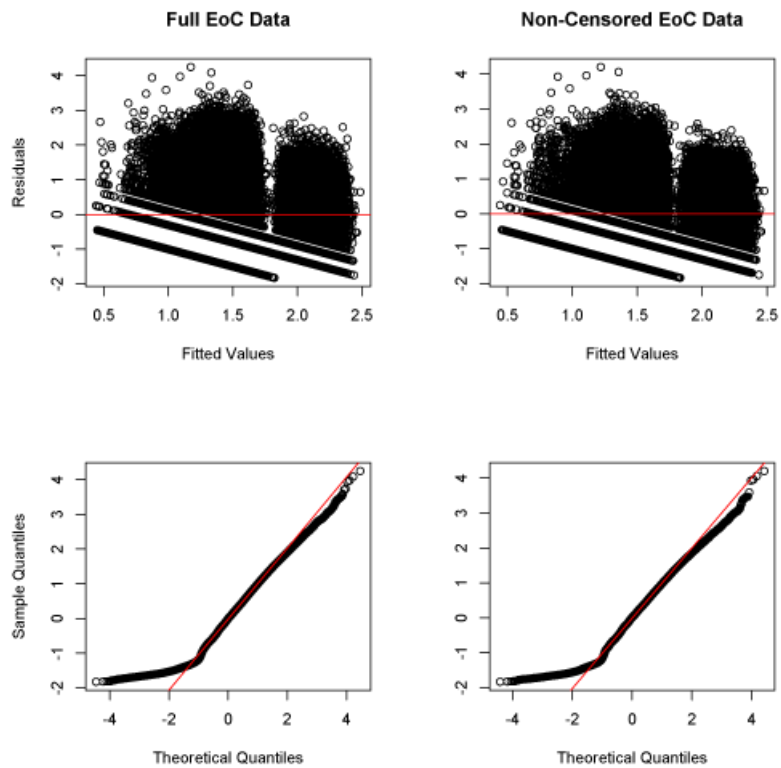 Full EoC Data
Non-Censored EoC Data
Residuals
4
3
2
1
0
-1
-2
0.5 1.0 1.5 2.0 2.5
Fitted Values
4
3
2
1
0
-1
-2
0.5 1.0 1.5 2.0 2.5
Fitted Values
Sample Quantiles
4
3
2
1
0
-1
-2
-4 -2 0 2 4
Theoretical Quantiles
4
3
2
1
0
-1
-2
-4 -2 0 2 4
Theoretical Quantiles